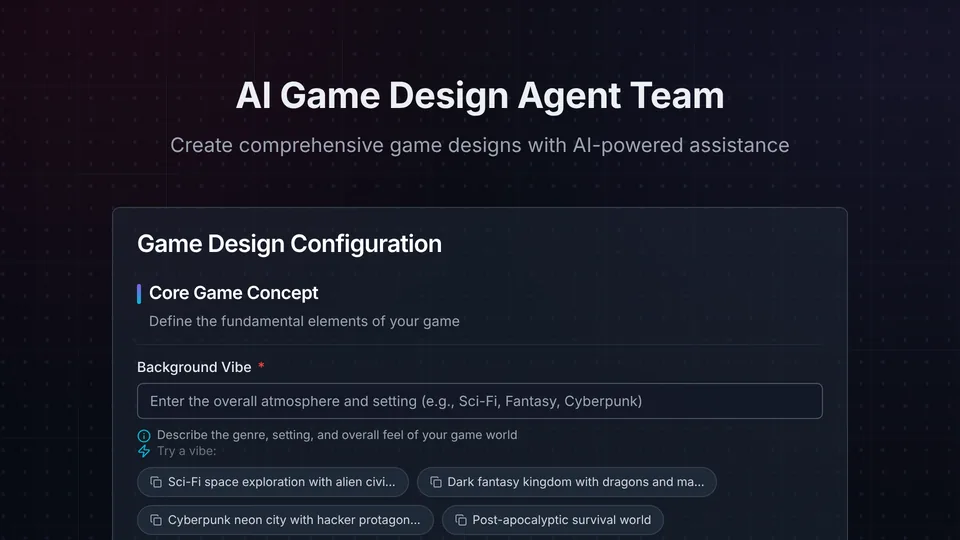 AI Game Design Agent Team
Create comprehensive game designs with AI-powered assistance
Game Design Configuration
Core Game Concept
Define the fundamental elements of your game
Background Vibe *
Enter the overall atmosphere and setting (e.g., Sci-Fi, Fantasy, Cyberpunk)
Describe the genre, setting, and overall feel of your game world
Try a vibe:
Sci-Fi space exploration with alien civi...
Dark fantasy kingdom with dragons and ma...
Cyberpunk neon city with hacker protagon...
Post-apocalyptic survival world